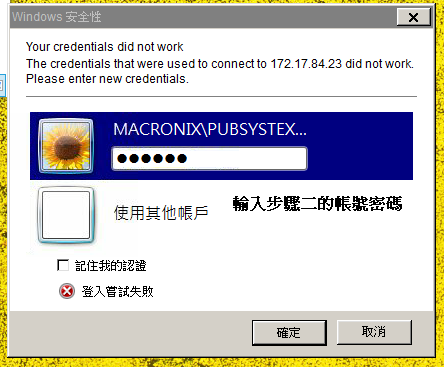 Windows 安全性
Your credentials did not work
The credentials that were used to connect to 172.17.84.23 did not work.
Please enter new credentials.
MACRONIX\PUBSYSTEX...
●●●●●●
使用其他帳戶
輸入步驟二的帳號密碼
記住我的認證
登入嘗試失敗
確定
取消